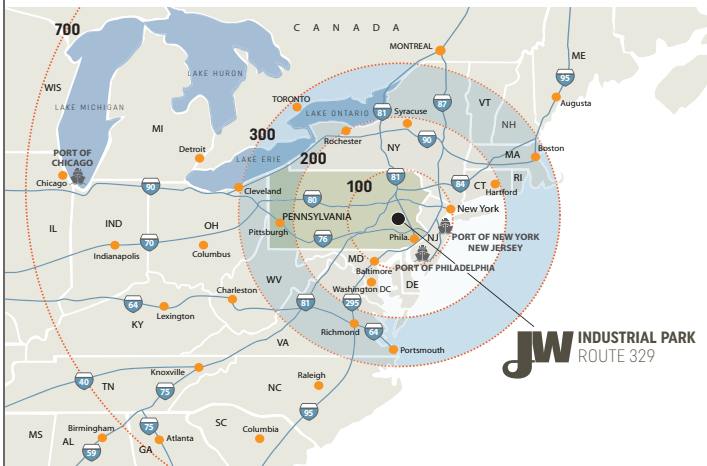 700
C A N A D A
MONTREAL
ME
95
WIS
LAKE HURON
Augusta
LAKE MICHIGAN
TORONTO
LAKE ONTARIO
81
Syracuse
87
VT
NH
MI
300
Rochester
90
Boston
PORT OF
CHICAGO
Detroit
LAKE ERIE
200
NY
MA
RI
Chicago
90
Cleveland
100
81
84
CT
Hartford
80
New York
IL
IND
OH
PENNSYLVANIA
Pittsburgh
76
Phila.
NJ
PORT OF NEW YORK
NEW JERSEY
70
Indianapolis
Columbus
MD
Baltimore
PORT OF PHILADELPHIA
WV
Washington DC
DE
Charleston
64
Lexington
81
295
KY
Richmond
64
JW
INDUSTRIAL PARK
ROUTE 329
VA
Portsmouth
Knoxville
40
TN
75
Raleigh
NC
95
MS
AL
Birmingham
75
SC
59
GA
Atlanta
Columbia